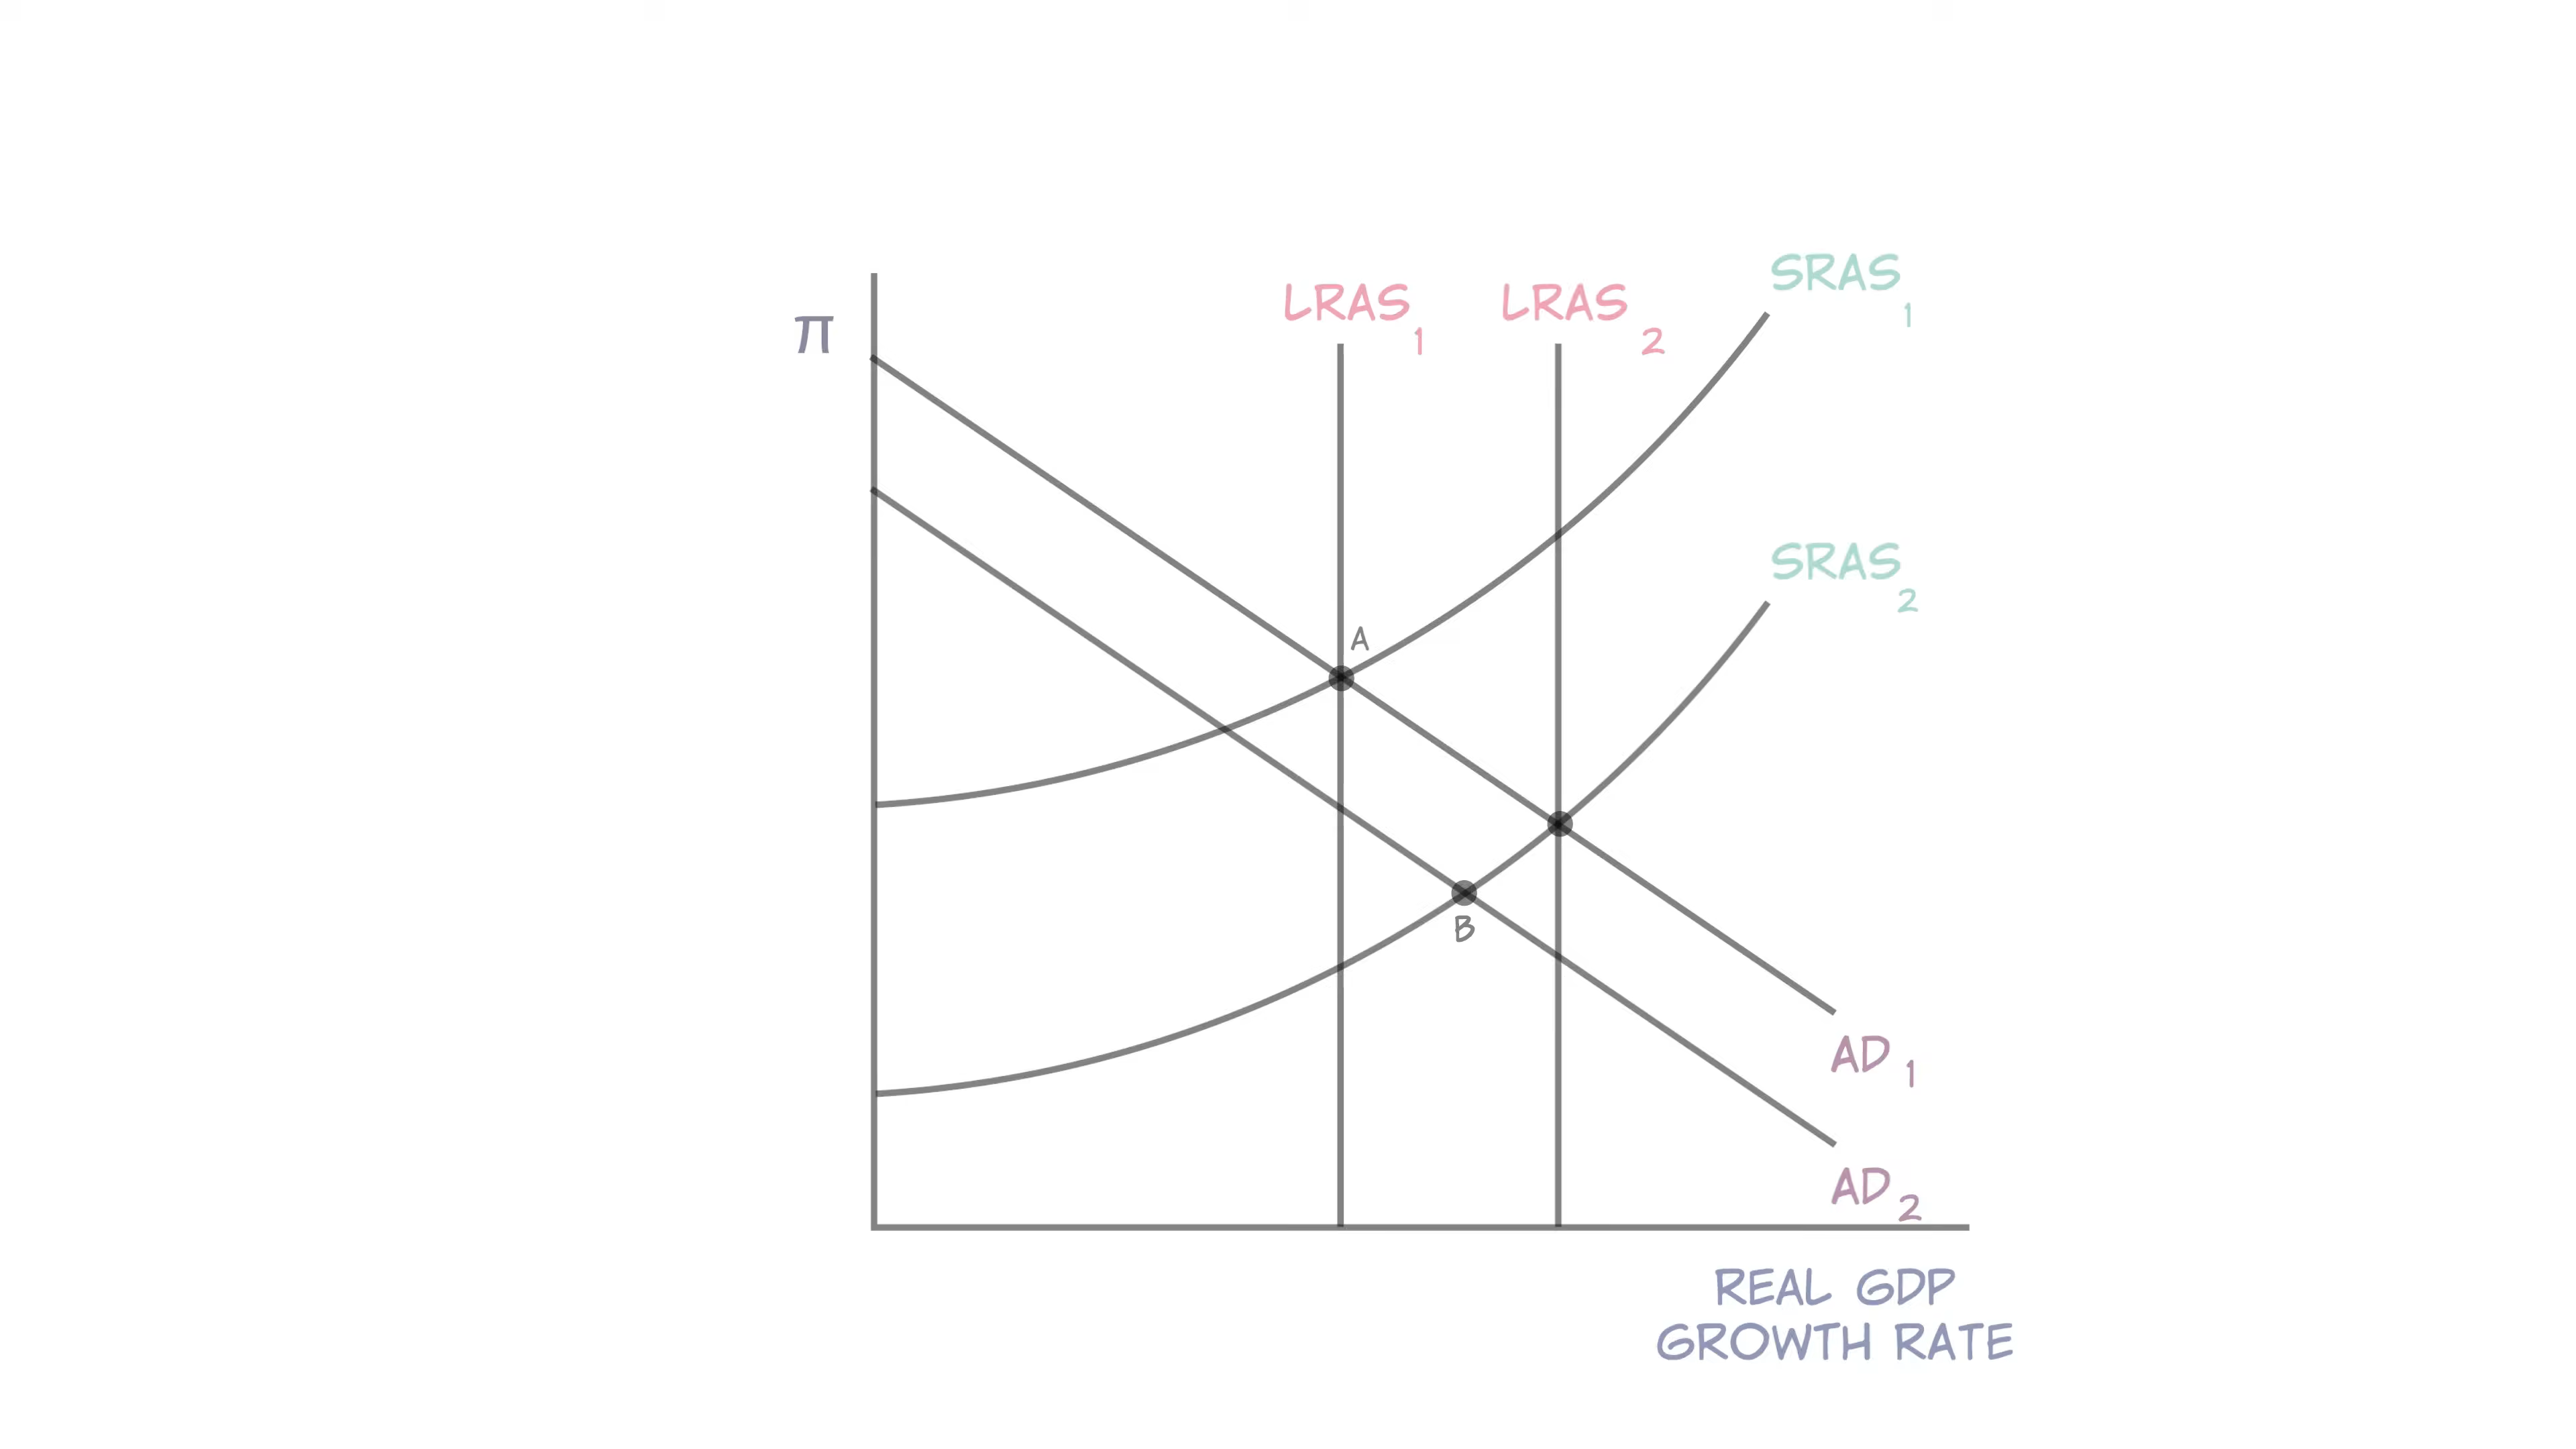 π
LRAS 1
LRAS 2
SRAS 1
SRAS 2
A
B
AD 1
AD 2
REAL GDP
GROWTH RATE